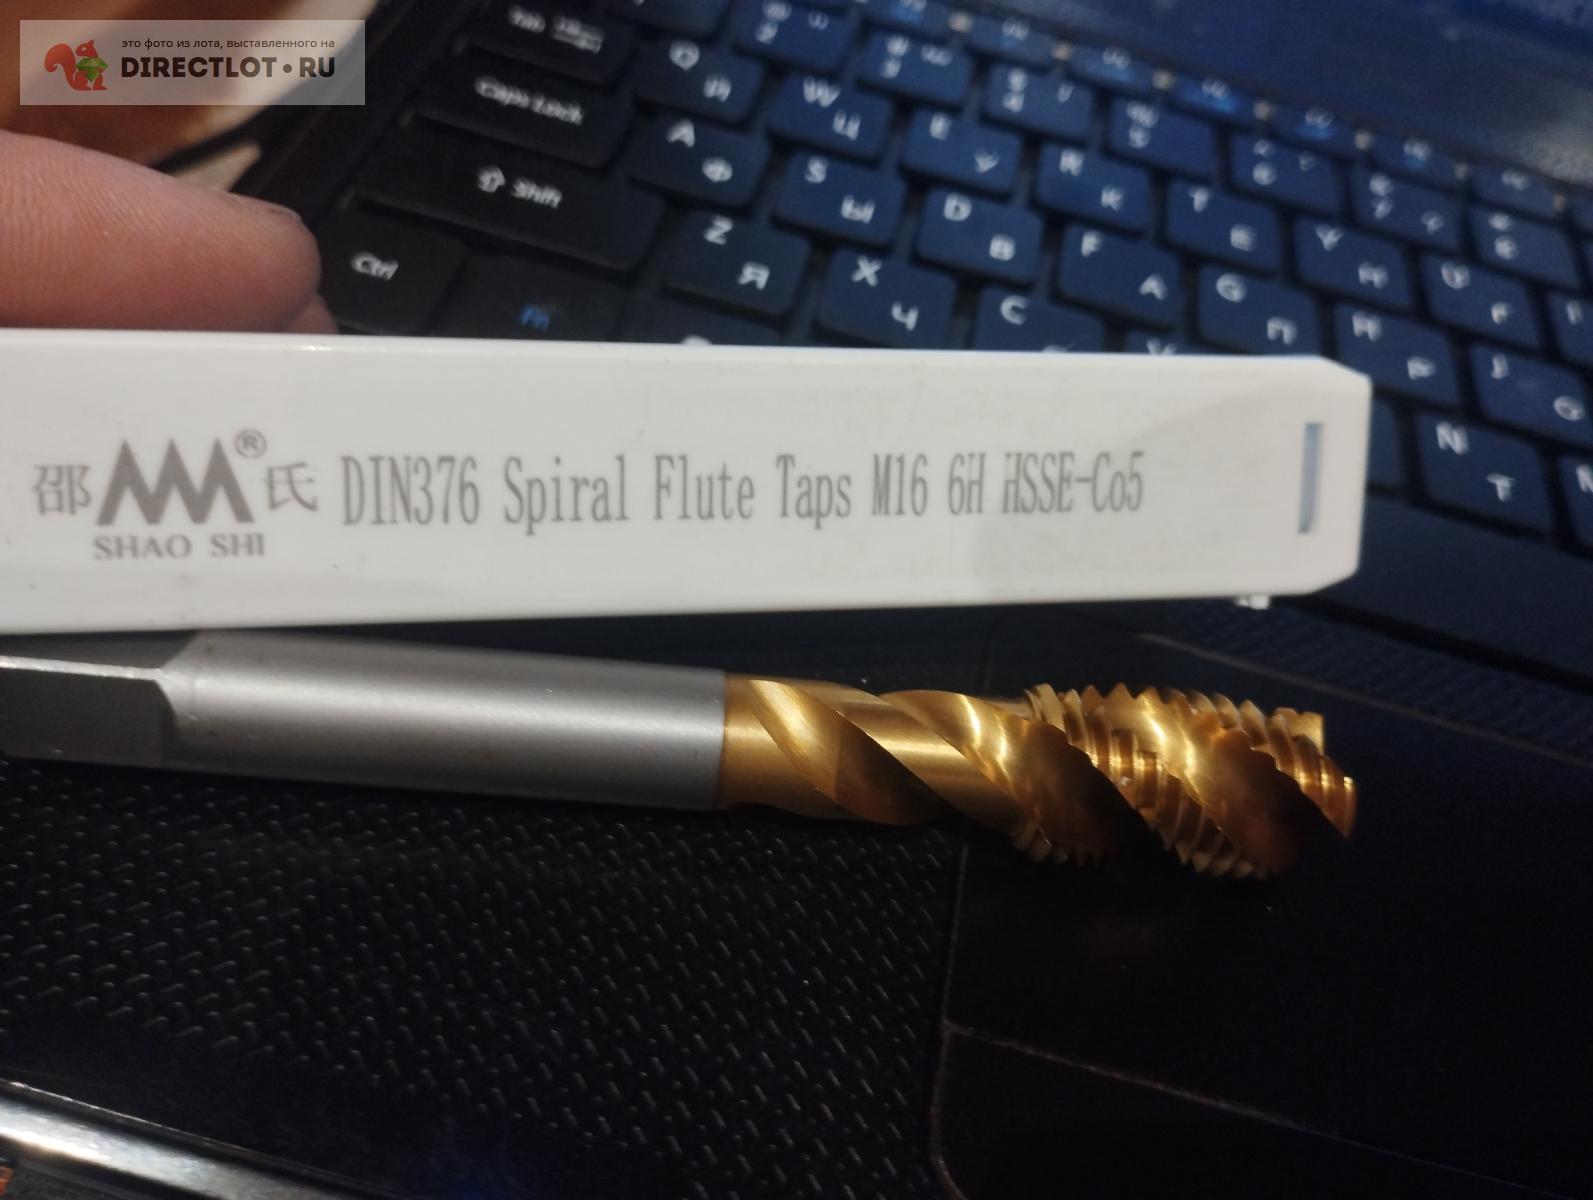 это фото из лота, выставленного на
DIRECTLOT•RU
Caps Lock
Shift
Ctrl
Fn
Q Й
W Ц
E У
R К
T Е
A Ф
S Ы
D В
F А
G П
Z Я
X Ч
C
邵 ® 氏 DIN376 Spiral Flute Taps M16 6H HSSE-Co5
SHAO SHI